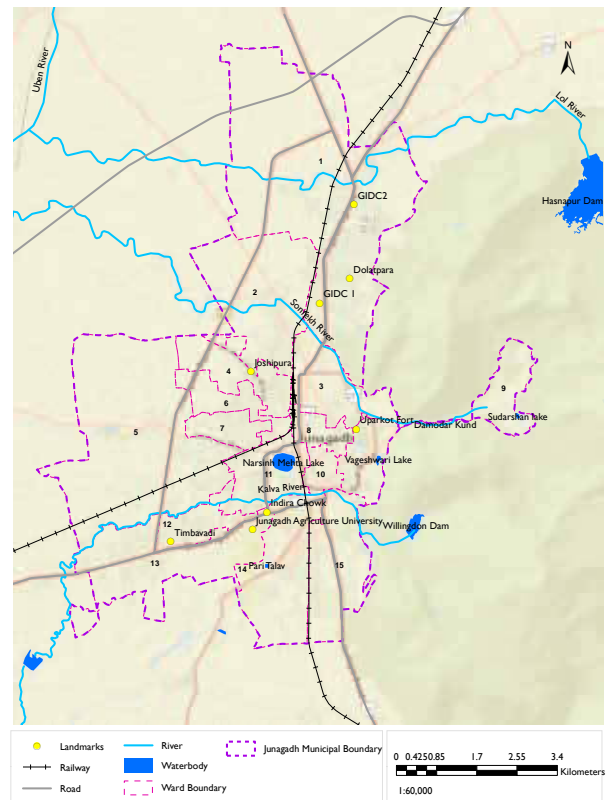 N
Uben River
Lol River
1
GIDC2
Hasnapur Dam
Dolatpara
2
GIDC 1
Sonrekh River
Joshipura
4
3
9
6
Uparkot Fort
Sudarshan lake
Damodar Kund
5
7
8
Junagadh
Narsinh Mehta Lake
Vageshwari Lake
11
10
Kalva River
Indira Chowk
12
Junagadh Agriculture University
Willingdon Dam
Timbavadi
13
14
Pari Talav
15
Landmarks
River
Junagadh Municipal Boundary
Railway
Waterbody
Road
Ward Boundary
0 0.4250.85 1.7 2.55 3.4
Kilometers
1:60,000